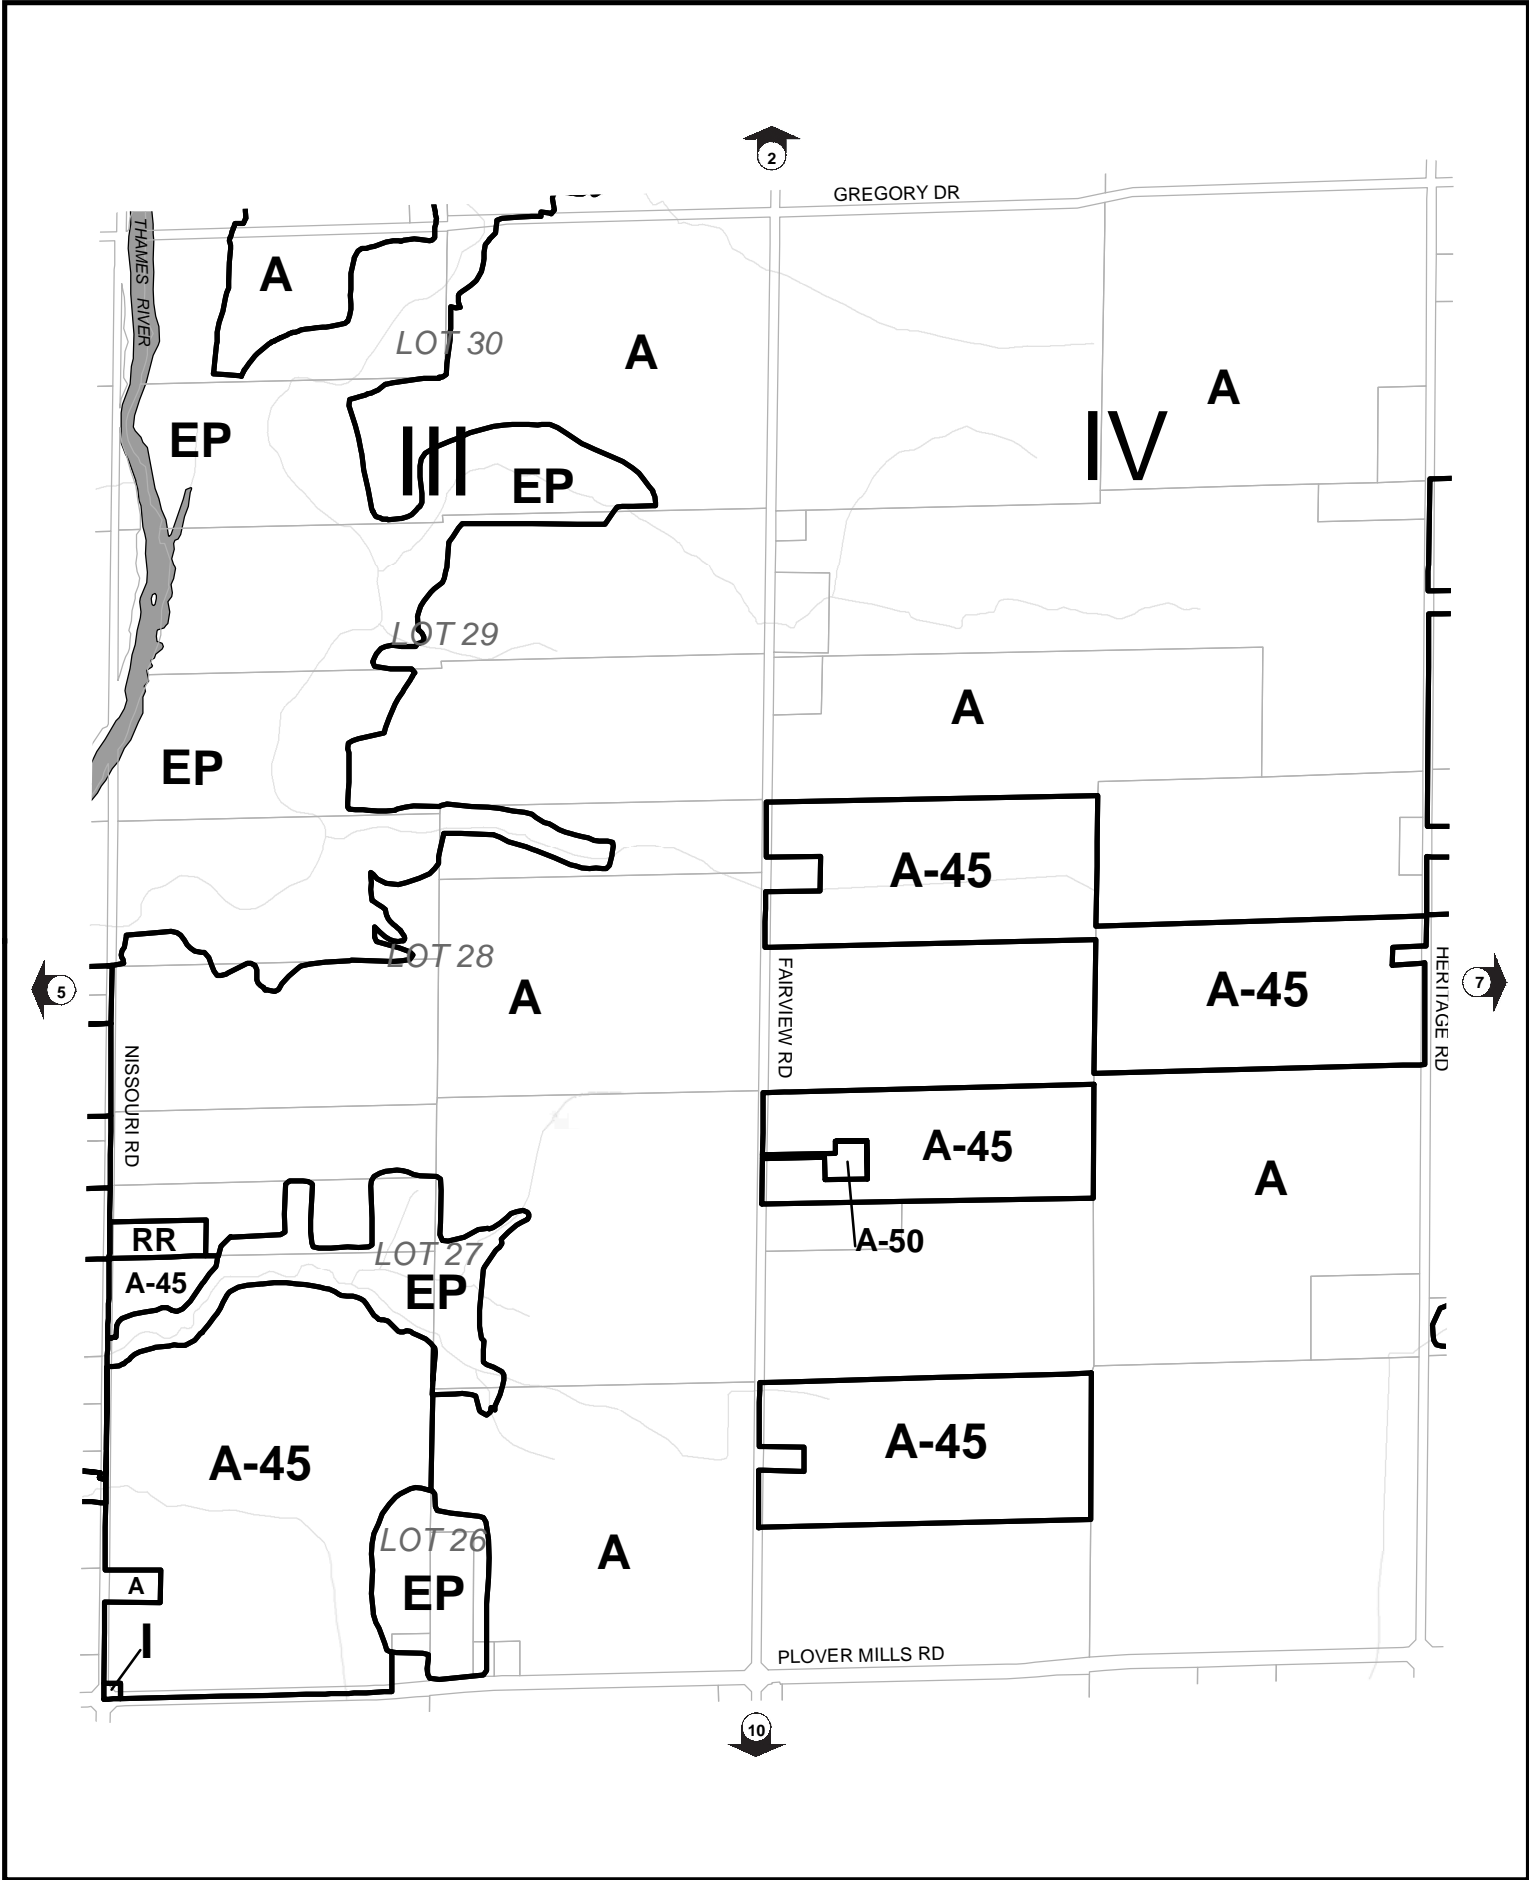 2
GREGORY DR
THAMES RIVER
A
LOT 30
A
A
EP
III
IV
EP
LOT 29
A
EP
A-45
LOT 28
A
A-45
5
7
FAIRVIEW RD
HERITAGE RD
NISSOURI RD
A-45
A
RR
A-50
LOT 27
A-45
EP
A-45
A-45
LOT 26
A
A
EP
I
PLOVER MILLS RD
10